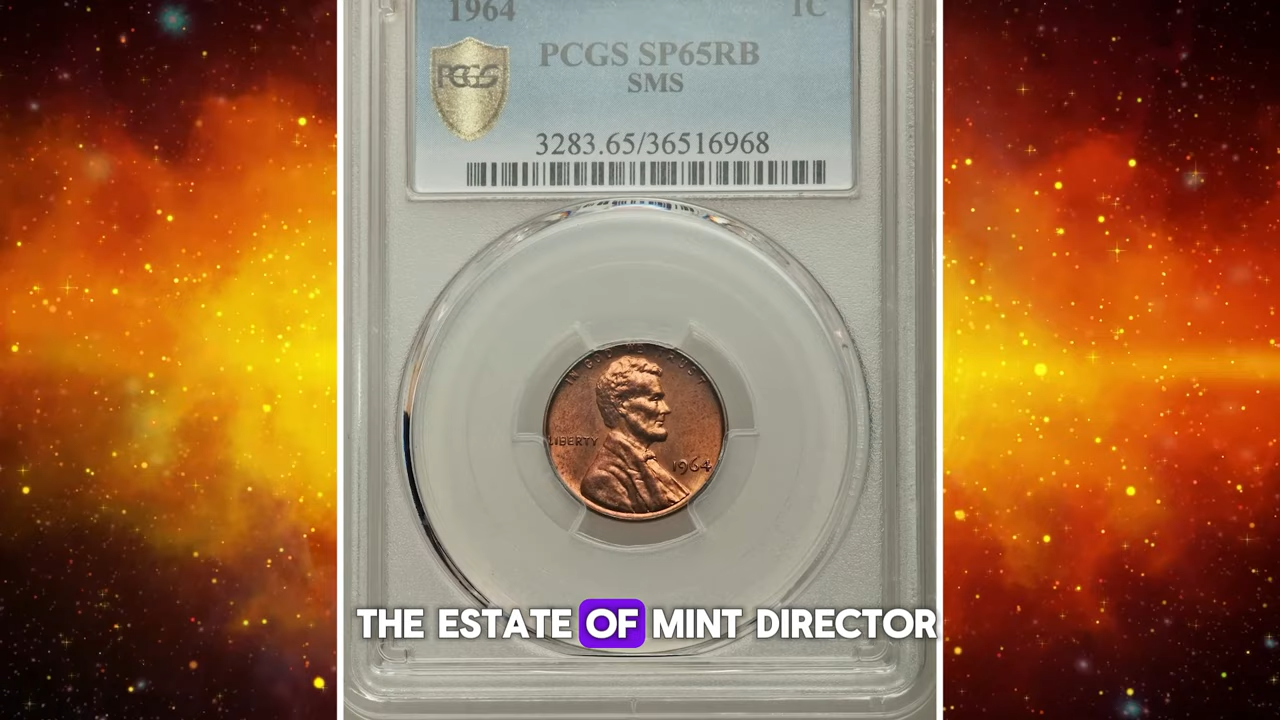 1964 1C
PCGS SP65RB
PCGS
SMS
3283.65/36516968
IN GOD WE TRUST
LIBERTY
1964
THE ESTATE OF MINT DIRECTOR